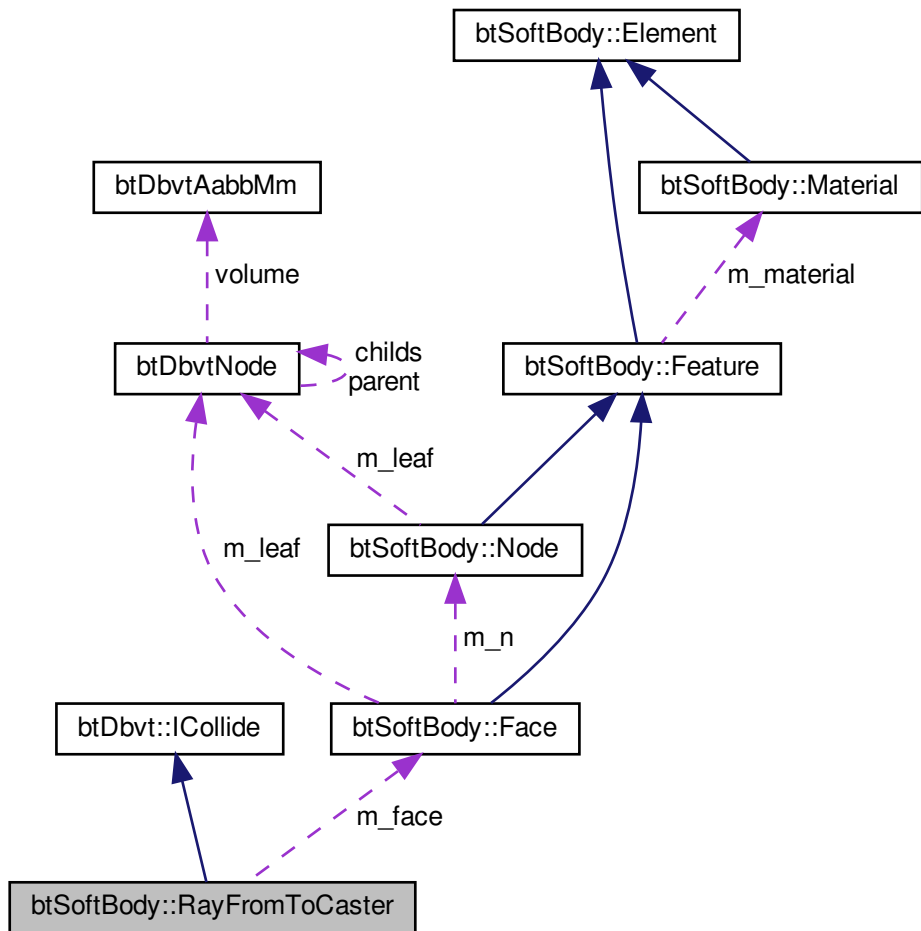 btSoftBody::Element
btDbvtAabbMm
btSoftBody::Material
volume
m_material
btDbvtNode
childs
parent
btSoftBody::Feature
m_leaf
btSoftBody::Node
m_leaf
m_n
btDbvt::ICollide
btSoftBody::Face
m_face
btSoftBody::RayFromToCaster